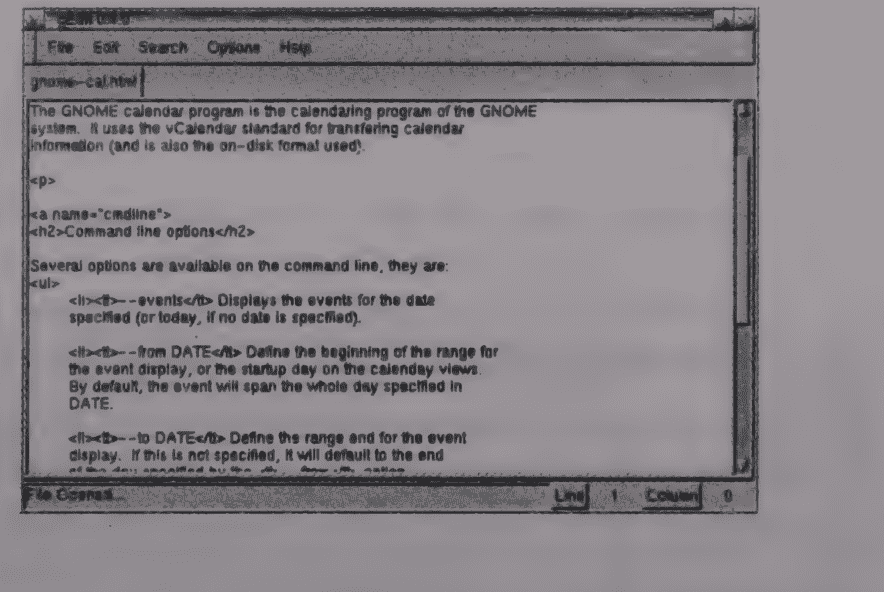 File Edit Search Options Help
gnome-cal.html
The GNOME calendar program is the calendaring program of the GNOME
system. It uses the vCalendar standard for transfering calendar
information (and is also the on-disk format used).
<p>
<a name="cmdline">
<h2>Command line options</h2>
Several options are available on the command line, they are:
<ul>
<li><tt>--events</tt> Displays the events for the date
specified (or today, if no date is specified).
<li><tt>--from DATE</tt> Define the beginning of the range for
the event display, or the startup day on the calenday views.
By default, the event will span the whole day specified in
DATE.
<li><tt>--to DATE</tt> Define the range end for the event
display. If this is not specified, it will default to the end
of the day specified by the
File Opened...
Line 1 Column 0